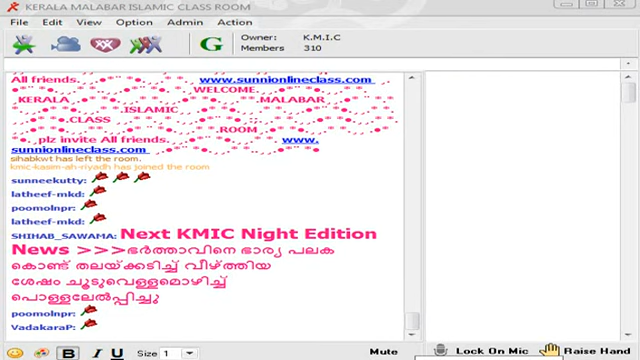 KERALA MALABAR ISLAMIC CLASS ROOM
File Edit View Option Admin Action
G Owner: K.M.I.C
Members 310
All friends. www.sunnionlineclass.com
WELCOME
KERALA MALABAR
ISLAMIC
CLASS
ROOM
plz invite All friends. www.
sunnionlineclass.com
sihabkwt has left the room.
kmic-kasim-ah-riyadh has joined the room
sunneekutty:
latheef-mkd:
poomolnpr:
latheef-mkd:
SHIHAB_SAWAMA: Next KMIC Night Edition
News >>>ഭർത്താവിനെ ഭാര്യ പലക
കൊണ്ട് തലയ്ക്കടിച്ച് വീഴ്ത്തിയ
ശേഷം ചൂടുവെള്ളമൊഴിച്ച്
പൊള്ളലേൽപ്പിച്ചു
poomolnpr:
VadakaraP:
B I U Size 1 Mute Lock On Mic Raise Hand